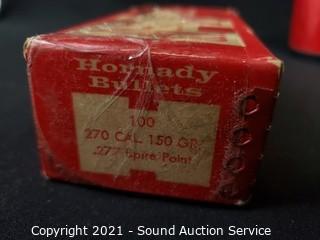 Hornady
Bullets
100
270 CAL. 150 GR.
.277 Spire Point
Copyright 2021 - Sound Auction Service